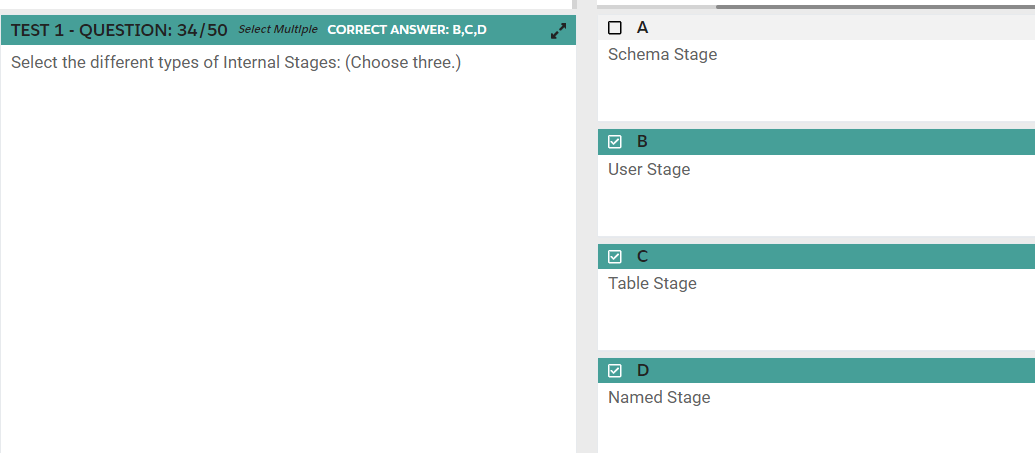 TEST 1 - QUESTION: 34/50 Select Multiple CORRECT ANSWER: B,C,D
Select the different types of Internal Stages: (Choose three.)
A
Schema Stage
B
User Stage
C
Table Stage
D
Named Stage